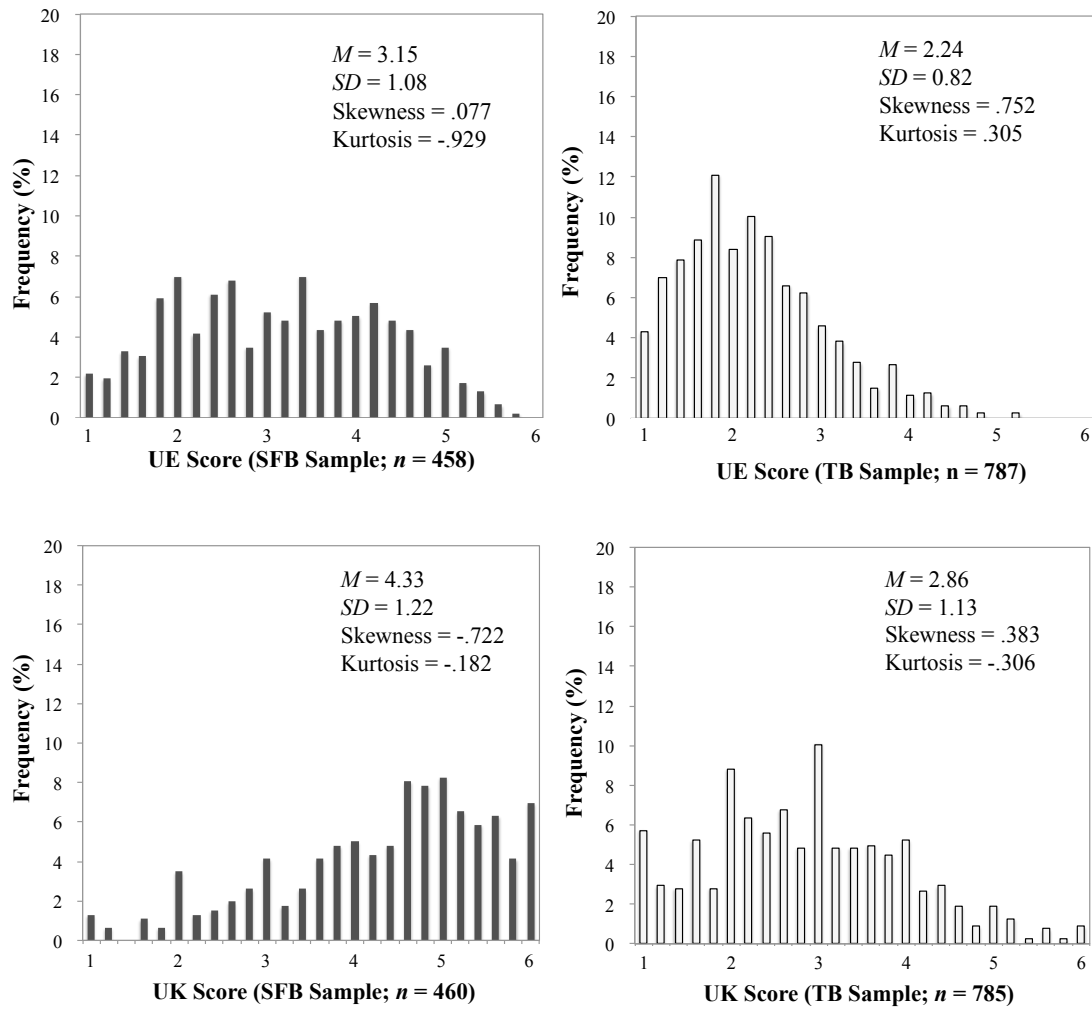 20
18
16
14
12
10
8
6
4
2
0
Frequency (%)
M = 3.15
SD = 1.08
Skewness = .077
Kurtosis = -.929
1 2 3 4 5 6
UE Score (SFB Sample; n = 458)
20
18
16
14
12
10
8
6
4
2
0
Frequency (%)
M = 2.24
SD = 0.82
Skewness = .752
Kurtosis = .305
1 2 3 4 5 6
UE Score (TB Sample; n = 787)
20
18
16
14
12
10
8
6
4
2
0
Frequency (%)
M = 4.33
SD = 1.22
Skewness = -.722
Kurtosis = -.182
1 2 3 4 5 6
UK Score (SFB Sample; n = 460)
20
18
16
14
12
10
8
6
4
2
0
Frequency (%)
M = 2.86
SD = 1.13
Skewness = .383
Kurtosis = -.306
1 2 3 4 5 6
UK Score (TB Sample; n = 785)